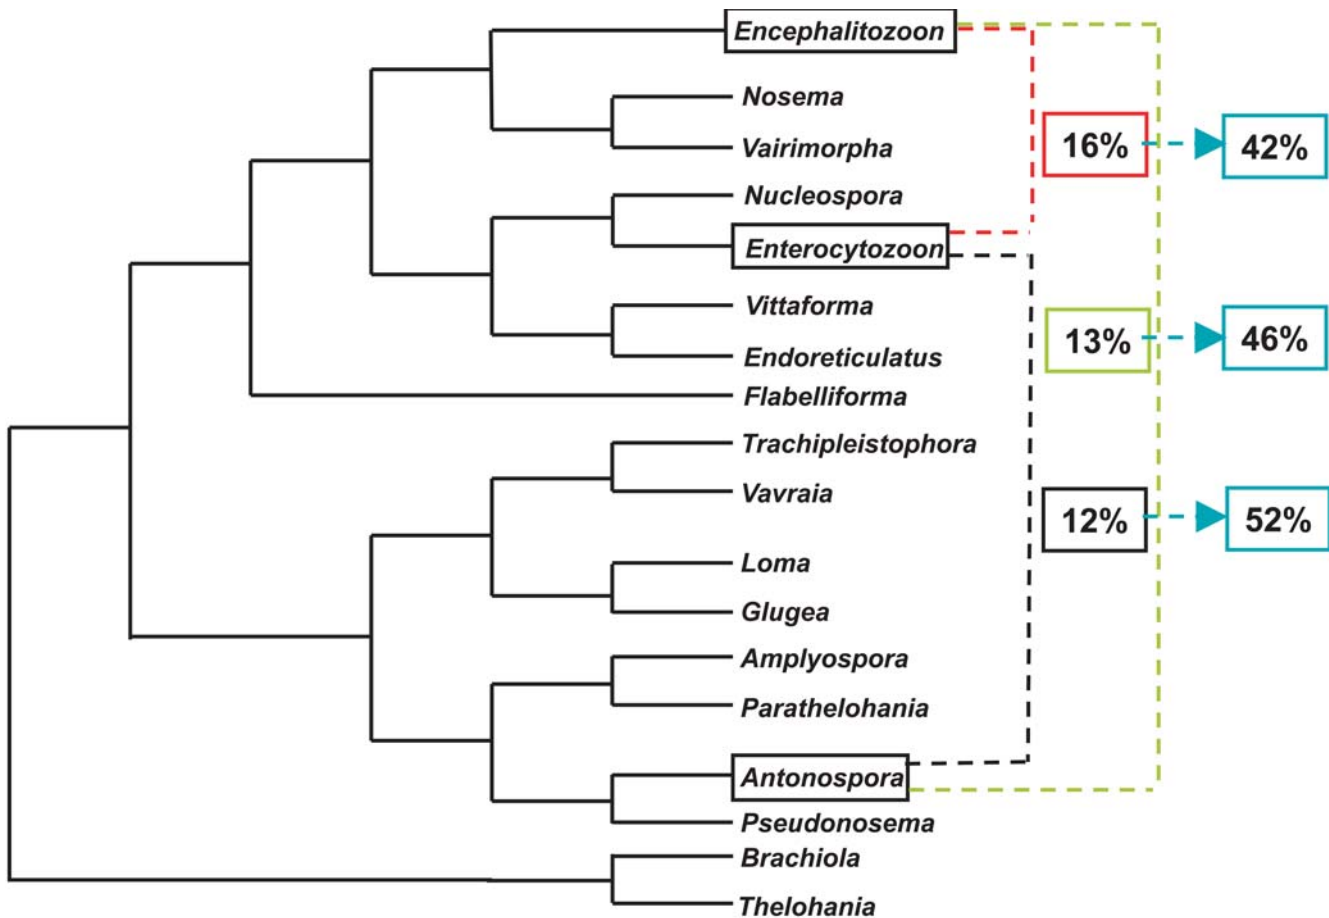 Encephalitozoon
Nosema
16%
42%
Vairimorpha
Nucleospora
Enterocytozoon
Vittaforma
13%
46%
Endoreticulatus
Flabelliforma
Trachipleistophora
Vavraia
12%
52%
Loma
Glugea
Amplyospora
Parathelohania
Antonospora
Pseudonosema
Brachiola
Thelohania